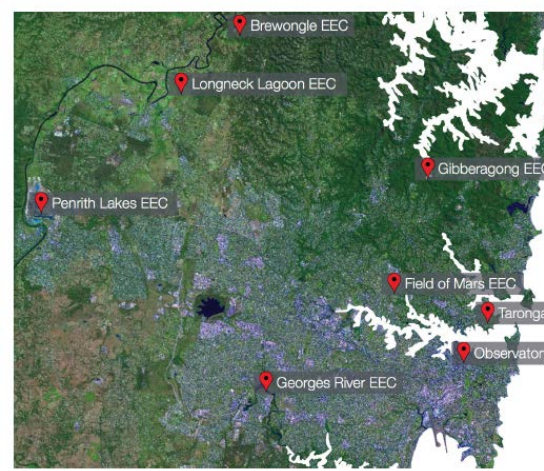 Brewongle EEC
Longneck Lagoon EEC
Gibberagong EEC
Penrith Lakes EEC
Field of Mars EEC
Taronga
Observator
Georges River EEC